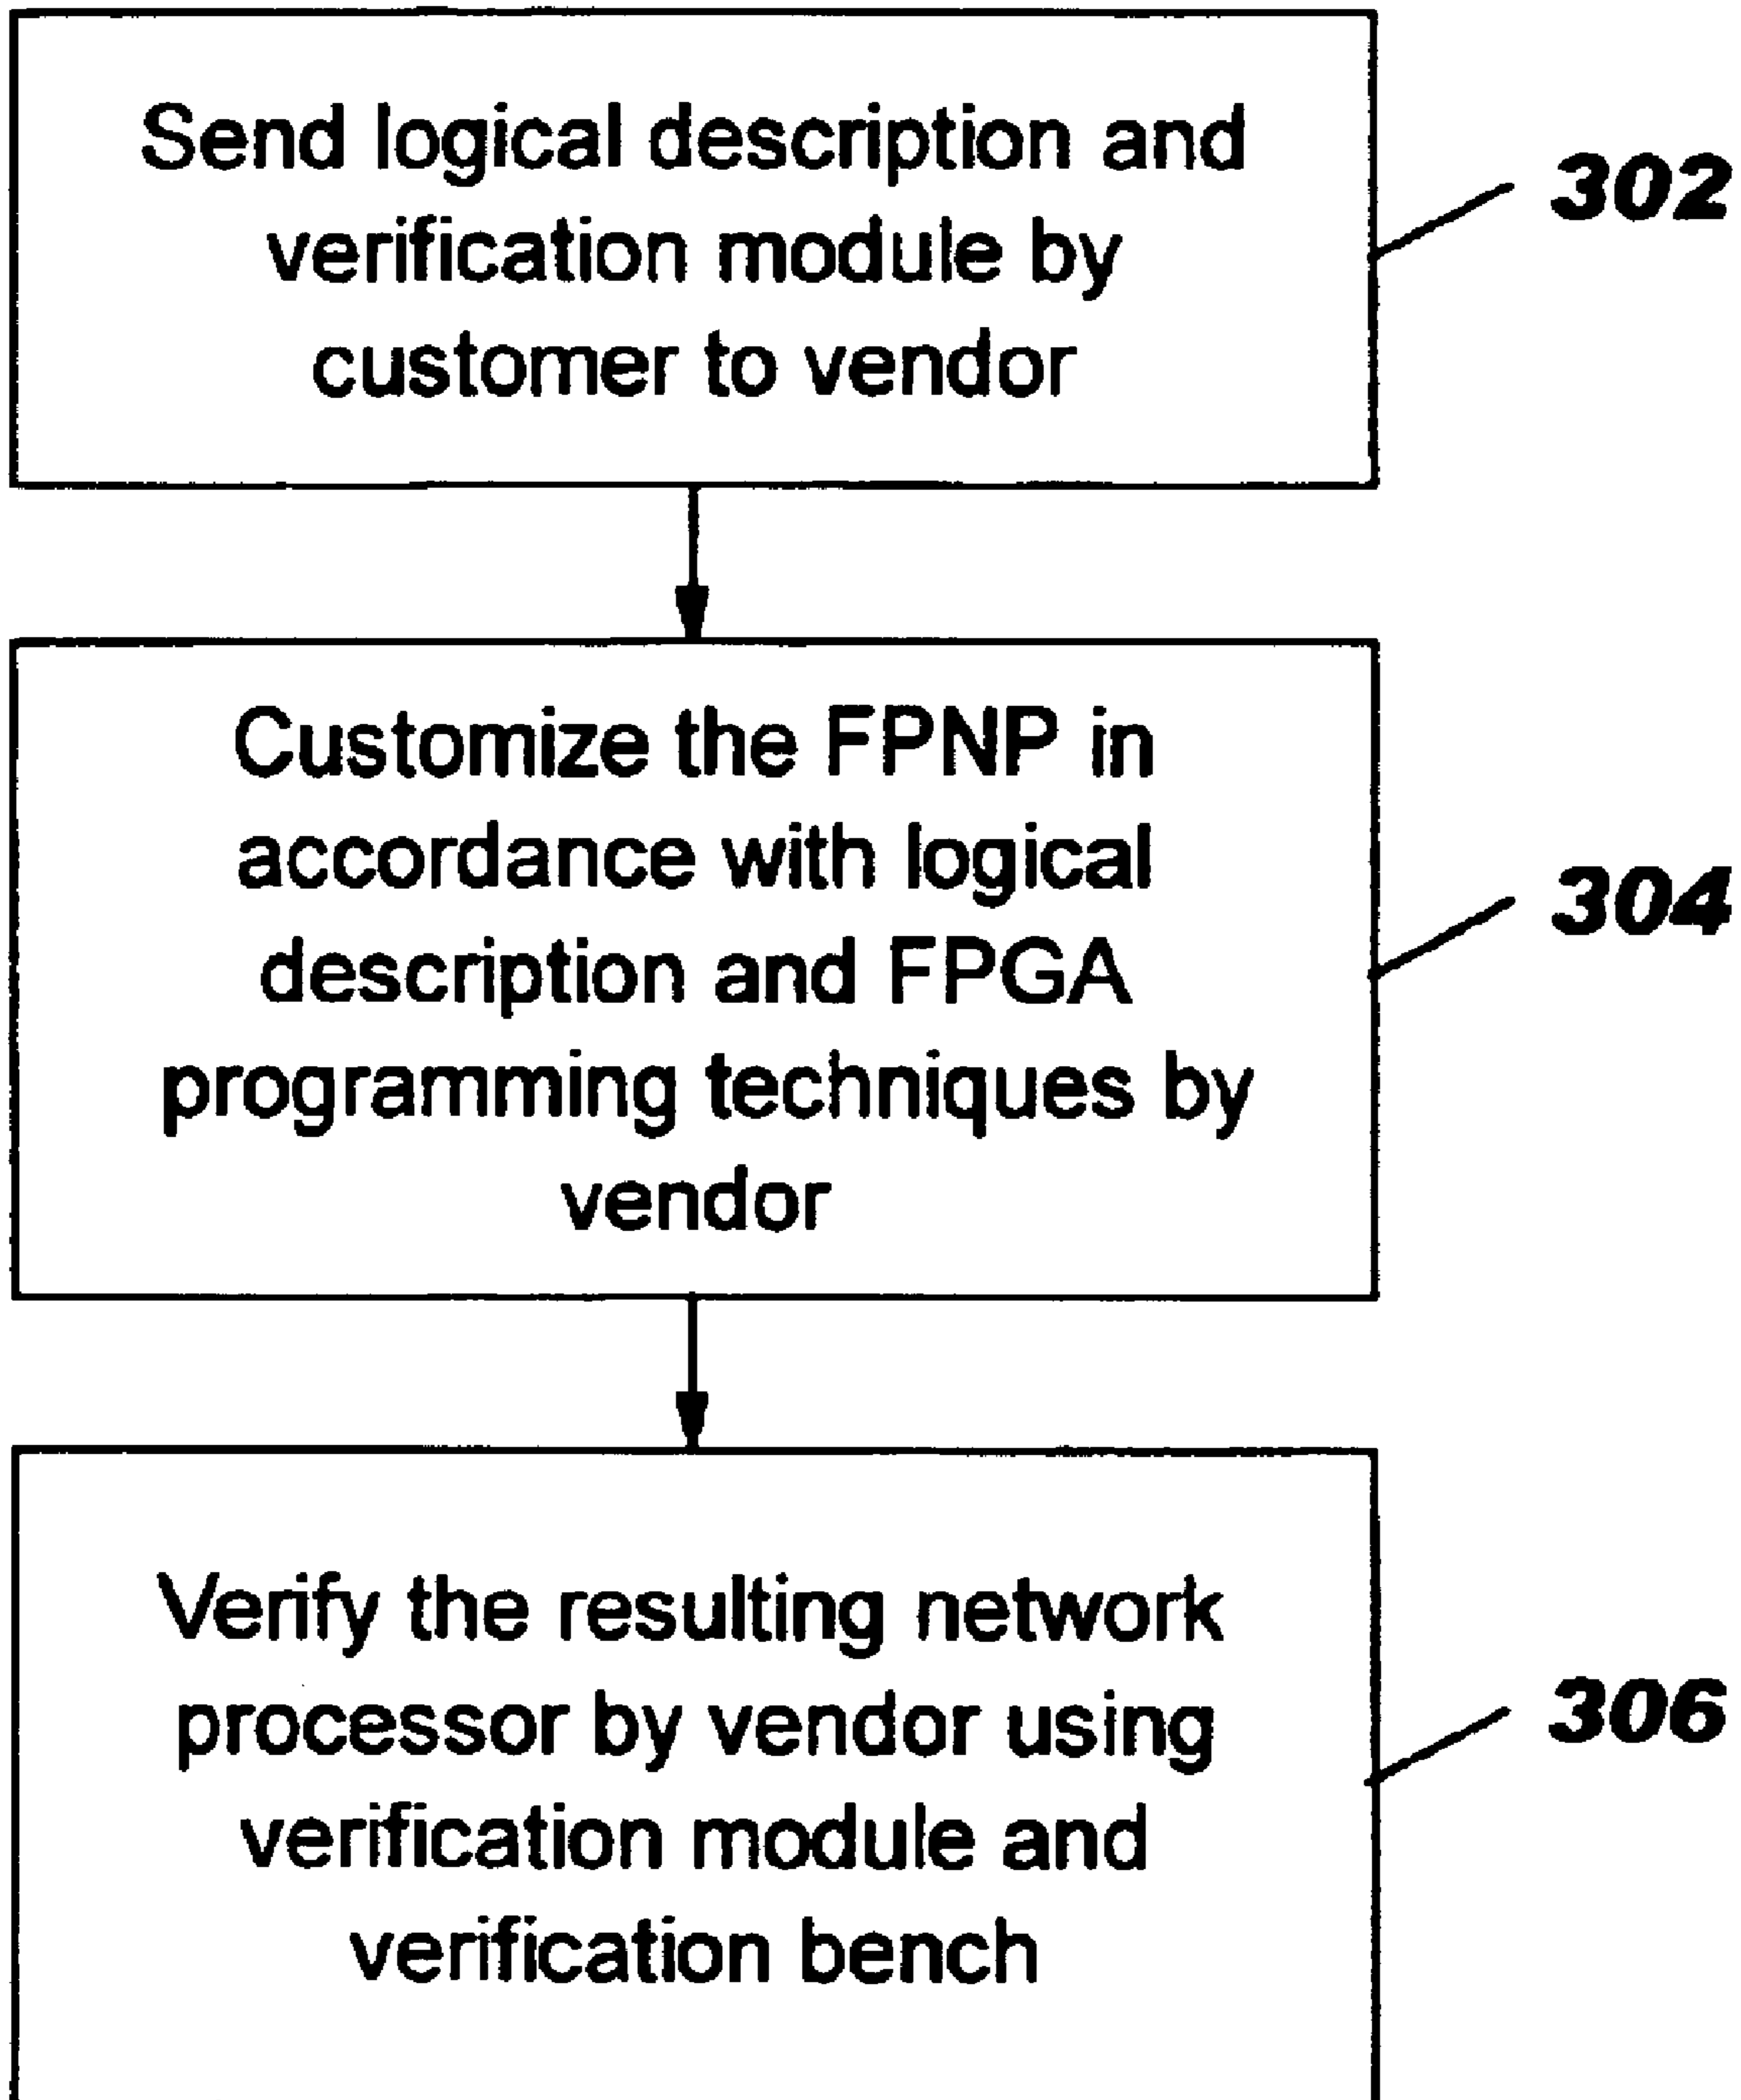 Send logical description and
verification module by
customer to vendor
302
Customize the FPNP in
accordance with logical
description and FPGA
programming techniques by
vendor
304
Verify the resulting network
processor by vendor using
verification module and
verification bench
306